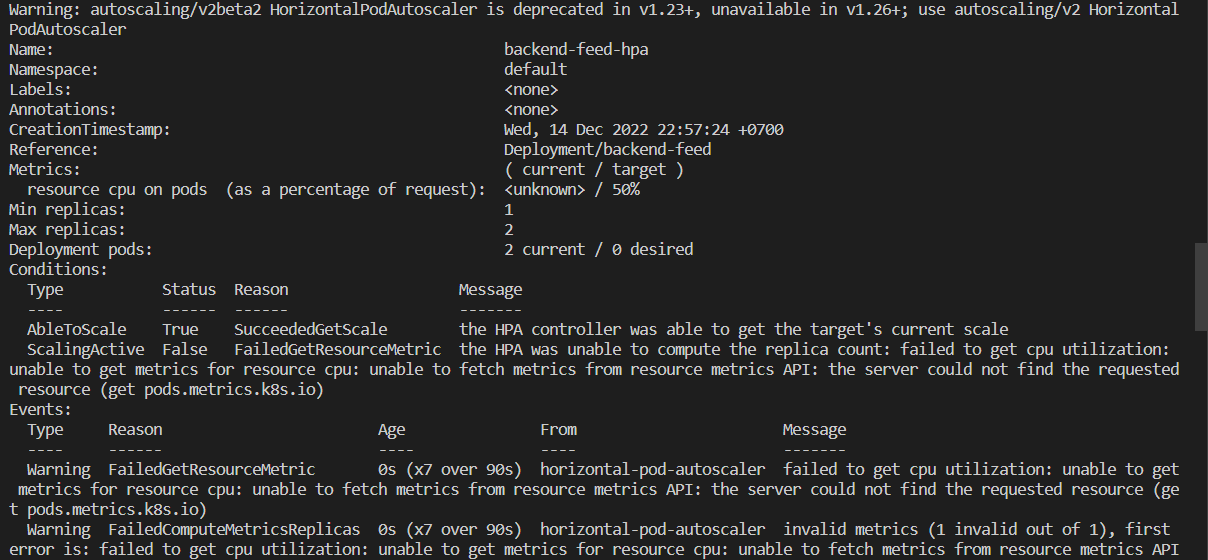 Warning: autoscaling/v2beta2 HorizontalPodAutoscaler is deprecated in v1.23+, unavailable in v1.26+; use autoscaling/v2 Horizontal
PodAutoscaler
Name:                                                  backend-feed-hpa
Namespace:                                             default
Labels:                                                <none>
Annotations:                                           <none>
CreationTimestamp:                                     Wed, 14 Dec 2022 22:57:24 +0700
Reference:                                             Deployment/backend-feed
Metrics:                                               ( current / target )
  resource cpu on pods  (as a percentage of request):  <unknown> / 50%
Min replicas:                                          1
Max replicas:                                          2
Deployment pods:                                       2 current / 0 desired
Conditions:
  Type           Status  Reason                   Message
  ----           ------  ------                   -------
  AbleToScale    True    SucceededGetScale        the HPA controller was able to get the target's current scale
  ScalingActive  False   FailedGetResourceMetric  the HPA was unable to compute the replica count: failed to get cpu utilization:
unable to get metrics for resource cpu: unable to fetch metrics from resource metrics API: the server could not find the requested
 resource (get pods.metrics.k8s.io)
Events:
  Type     Reason                        Age               From                       Message
  ----     ------                        ----              ----                       -------
  Warning  FailedGetResourceMetric       0s (x7 over 90s)  horizontal-pod-autoscaler  failed to get cpu utilization: unable to get
 metrics for resource cpu: unable to fetch metrics from resource metrics API: the server could not find the requested resource (ge
t pods.metrics.k8s.io)
  Warning  FailedComputeMetricsReplicas  0s (x7 over 90s)  horizontal-pod-autoscaler  invalid metrics (1 invalid out of 1), first
error is: failed to get cpu utilization: unable to get metrics for resource cpu: unable to fetch metrics from resource metrics API